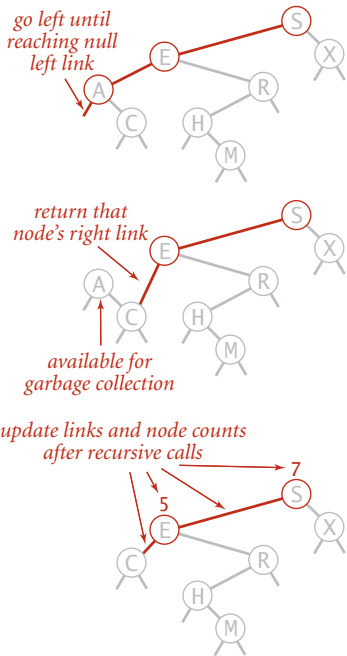 go left until
reaching null
left link
S
X
E
A
R
C
H
M
return that
node's right link
S
X
E
A
R
C
H
M
available for
garbage collection
update links and node counts
after recursive calls
7
5
S
X
E
C
R
H
M